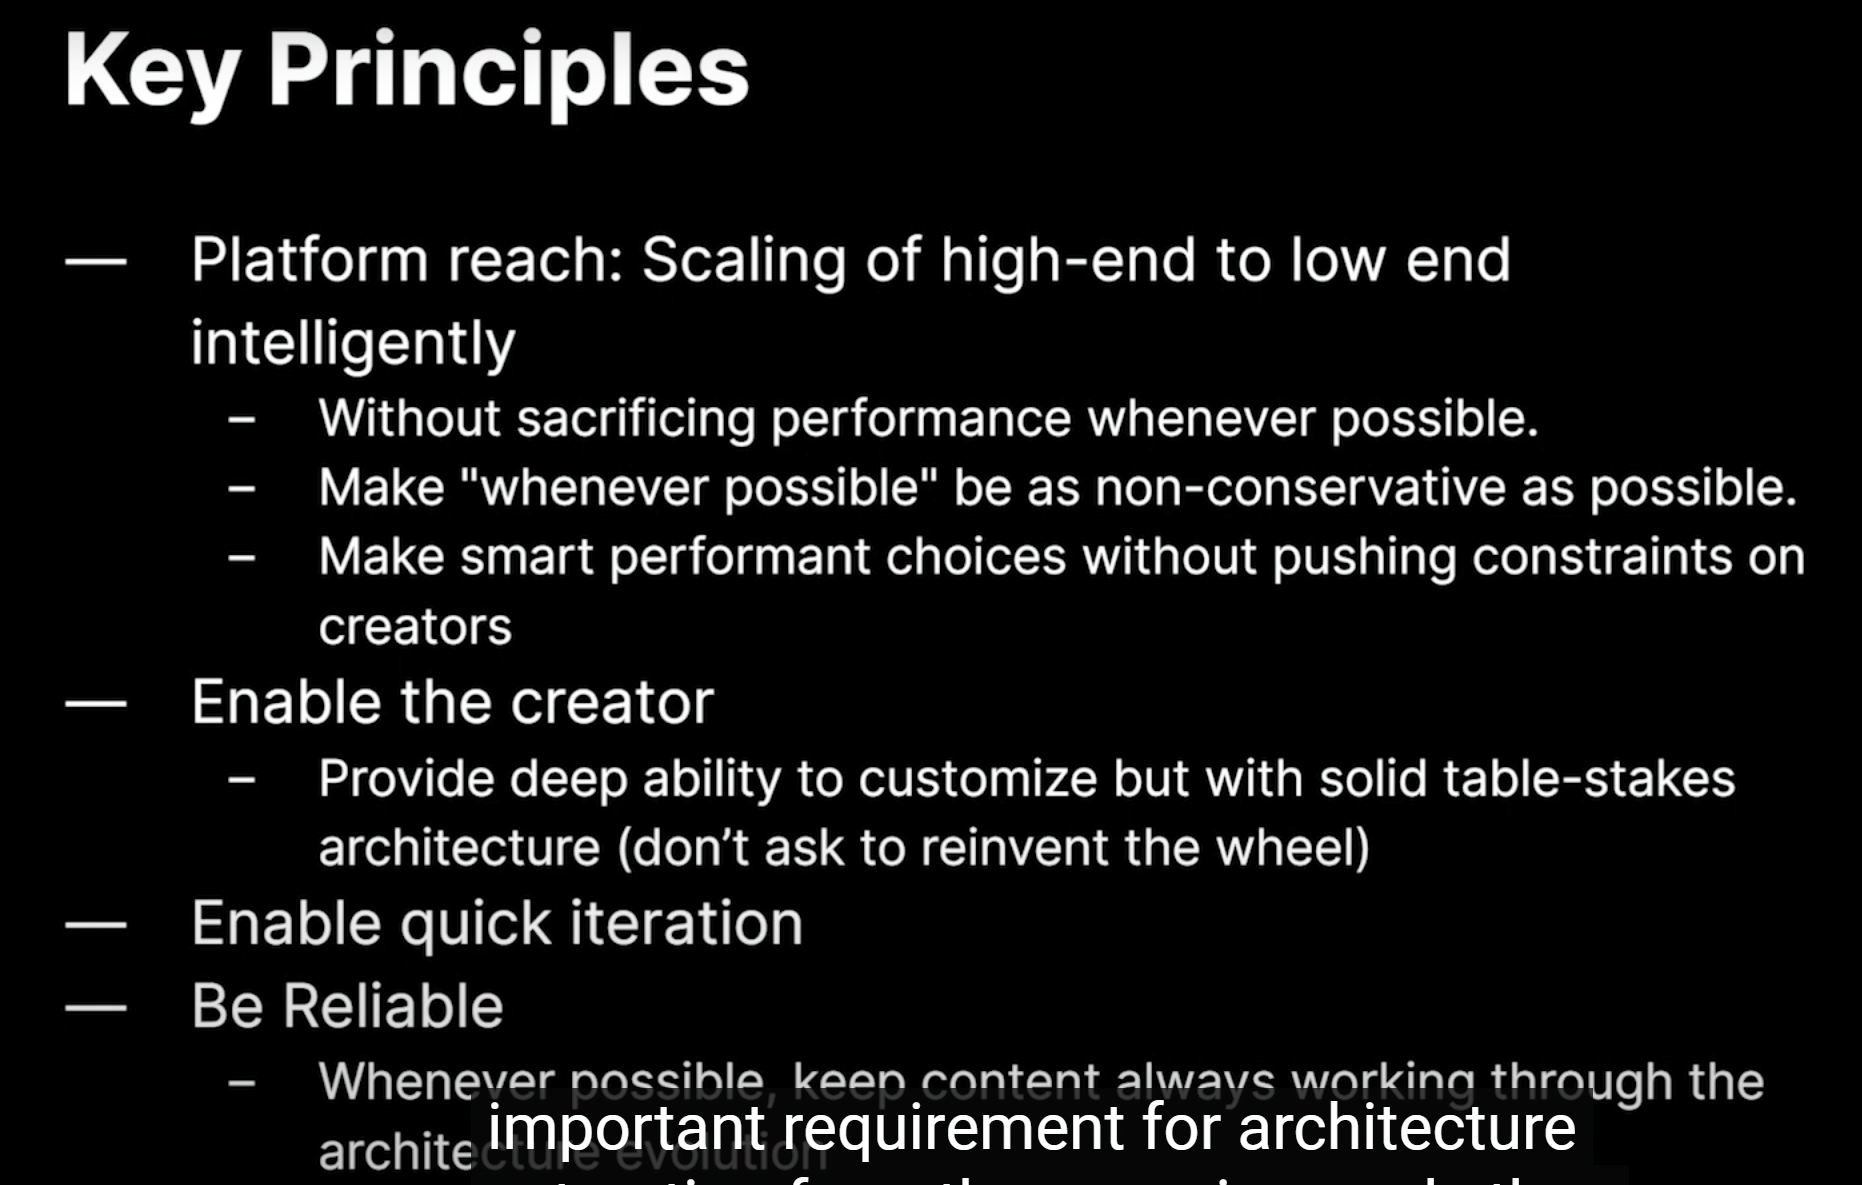 Key Principles
— Platform reach: Scaling of high-end to low end
intelligently
– Without sacrificing performance whenever possible.
– Make "whenever possible" be as non-conservative as possible.
– Make smart performant choices without pushing constraints on
creators
— Enable the creator
– Provide deep ability to customize but with solid table-stakes
architecture (don’t ask to reinvent the wheel)
— Enable quick iteration
— Be Reliable
– Whenever possible, keep content always working through the
architecture evolution
important requirement for architecture